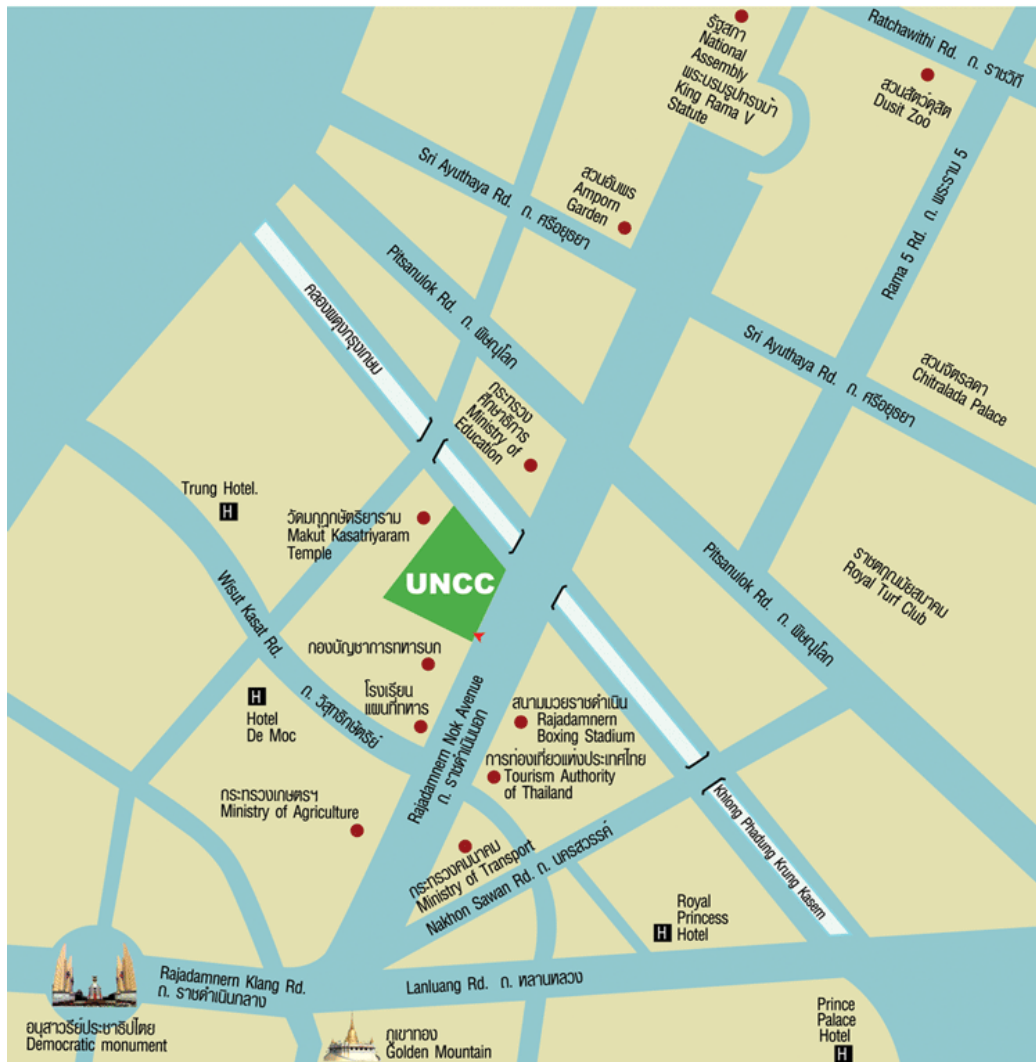 รัฐสภา
National
Assembly
พระบรมรูปทรงม้า
King Rama V
Statute
Ratchawithi Rd. ถ. ราชวิถี
สวนสัตว์ดุสิต
Dusit Zoo
Sri Ayuthaya Rd. ถ. ศรีอยุธยา
สวนอัมพร
Amporn
Garden
Rama 5 Rd. ถ. พระราม 5
Pitsanulok Rd. ถ. พิษณุโลก
คลองผดุงกรุงเกษม
Sri Ayuthaya Rd. ถ. ศรีอยุธยา
สวนจิตรลดา
Chitralada Palace
กระทรวง
ศึกษาธิการ
Ministry of
Education
Trung Hotel.
H
วัดมกุฏกษัตริยาราม
Makut Kasatriyaram
Temple
UNCC
Pitsanulok Rd. ถ. พิษณุโลก
ราชตฤณมัยสมาคม
Royal Turf Club
Wisut Kasat Rd.
ถ. วิสุทธิกษัตริย์
กองบัญชาการทหารบก
โรงเรียน
แผนที่ทหาร
H
Hotel
De Moc
Rajadamnern Nok Avenue
ถ. ราชดำเนินนอก
สนามมวยราชดำเนิน
Rajadamnern
Boxing Stadium
การท่องเที่ยวแห่งประเทศไทย
Tourism Authority
of Thailand
กระทรวงเกษตรฯ
Ministry of Agriculture
กระทรวงคมนาคม
Ministry of Transport
Nakhon Sawan Rd. ถ. นครสวรรค์
Khlong Phadung Krung Kasem
Royal
Princess
Hotel
H
Rajadamnern Klang Rd.
ถ. ราชดำเนินกลาง
Lanluang Rd. ถ. หลานหลวง
อนุสาวรีย์ประชาธิปไตย
Democratic monument
ภูเขาทอง
Golden Mountain
Prince
Palace
Hotel
H